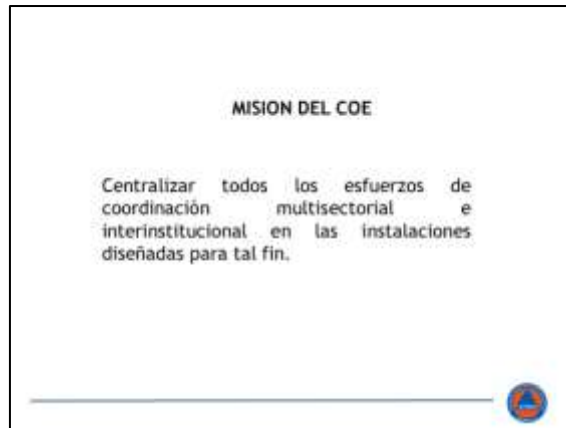 MISION DEL COE
Centralizar todos los esfuerzos de
coordinación multisectorial e
interinstitucional en las instalaciones
diseñadas para tal fin.